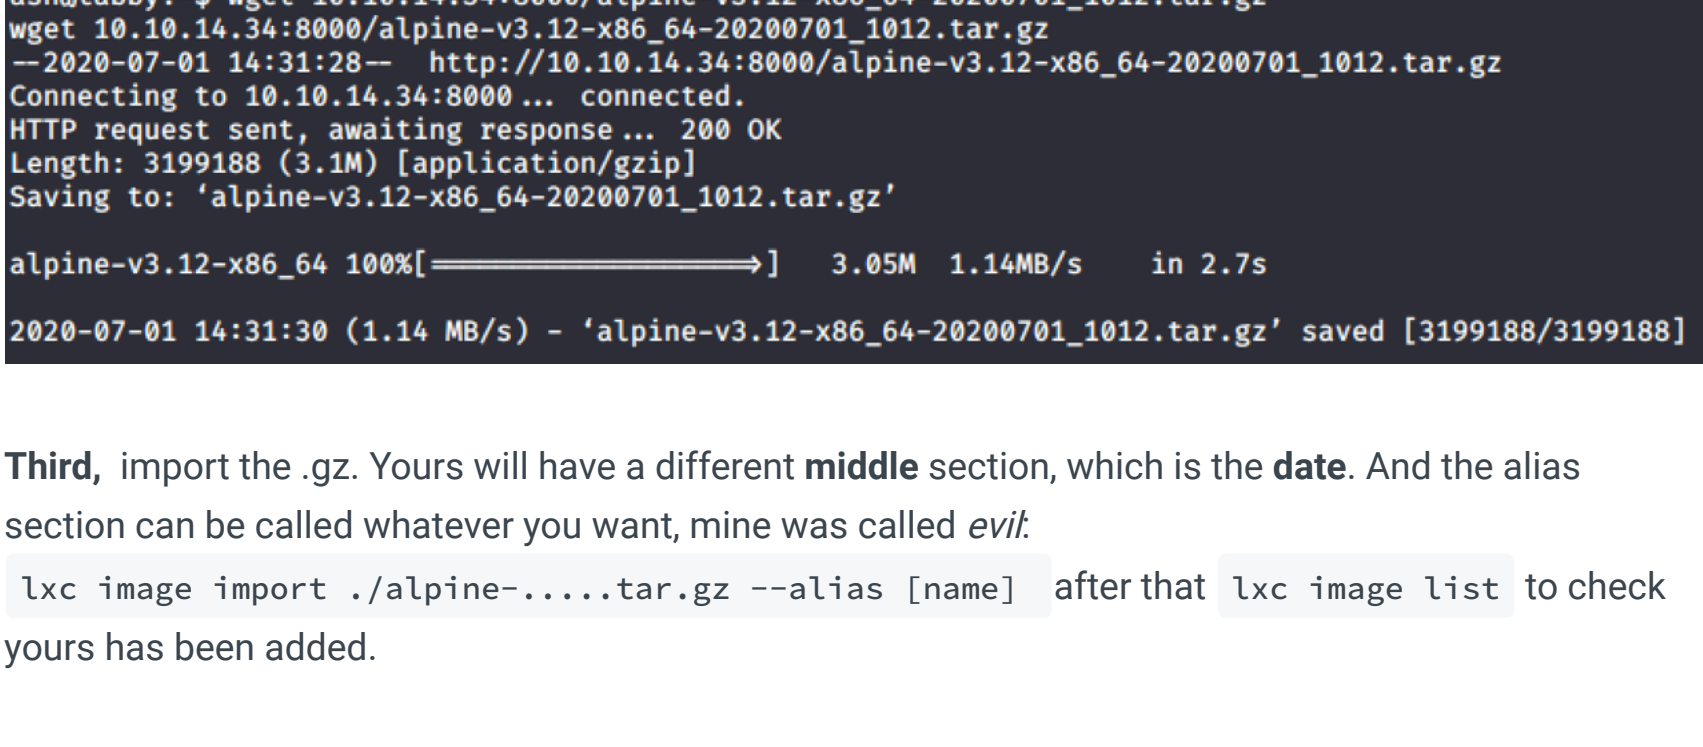 wget 10.10.14.34:8000/alpine-v3.12-x86_64-20200701_1012.tar.gz
--2020-07-01 14:31:28-- http://10.10.14.34:8000/alpine-v3.12-x86_64-20200701_1012.tar.gz
Connecting to 10.10.14.34:8000... connected.
HTTP request sent, awaiting response... 200 OK
Length: 3199188 (3.1M) [application/gzip]
Saving to: ‘alpine-v3.12-x86_64-20200701_1012.tar.gz’
alpine-v3.12-x86_64 100%[===================>] 3.05M 1.14MB/s in 2.7s
2020-07-01 14:31:30 (1.14 MB/s) - ‘alpine-v3.12-x86_64-20200701_1012.tar.gz’ saved [3199188/3199188]
Third, import the .gz. Yours will have a different middle section, which is the date. And the alias
section can be called whatever you want, mine was called evil:
lxc image import ./alpine-.....tar.gz --alias [name] after that lxc image list to check
yours has been added.